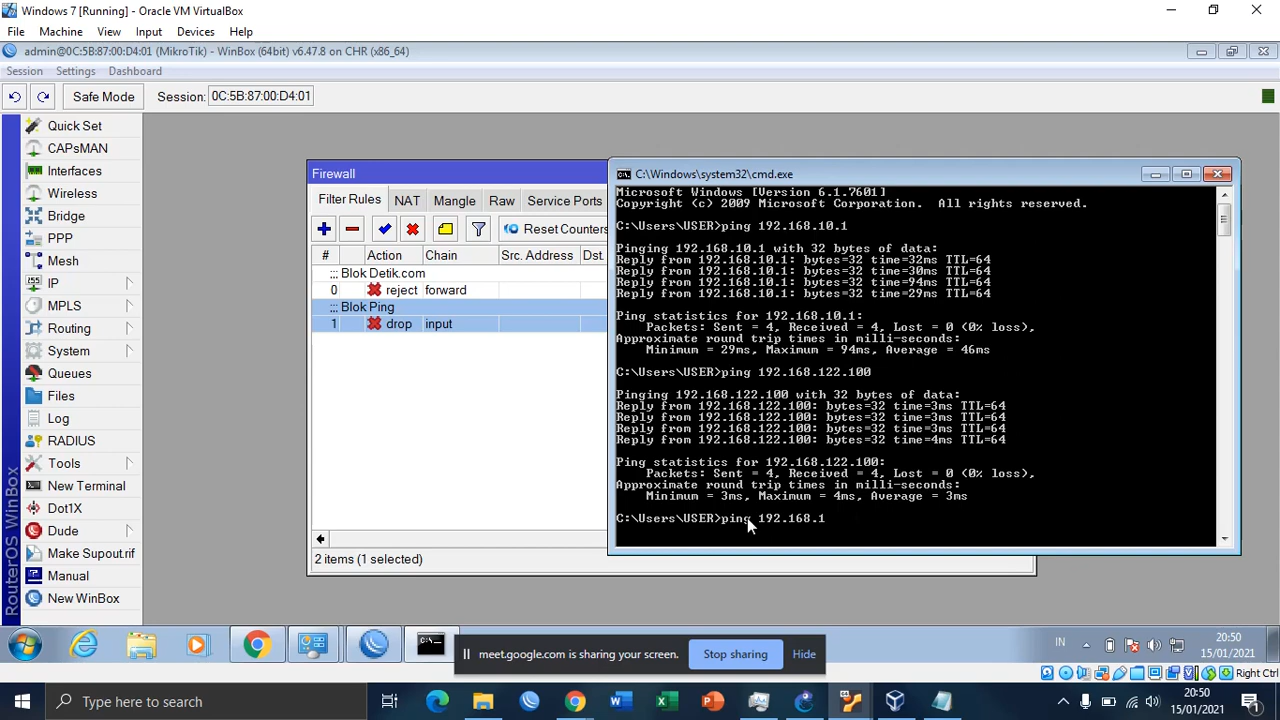 Windows 7 [Running] - Oracle VM VirtualBox
File Machine View Input Devices Help
admin@0C:5B:87:00:D4:01 (MikroTik) - WinBox (64bit) v6.47.8 on CHR (x86_64)
Session Settings Dashboard
Safe Mode Session: 0C:5B:87:00:D4:01
RouterOS WinBox
Quick Set
CAPsMAN
Interfaces
Wireless
Bridge
PPP
Mesh
IP
MPLS
Routing
System
Queues
Files
Log
RADIUS
Tools
New Terminal
Dot1X
Dude
Make Supout.rif
Manual
New WinBox
Firewall
Filter Rules NAT Mangle Raw Service Ports
Reset Counters
# Action Chain Src. Address Dst.
;;; Blok Detik.com
0 reject forward
;;; Blok Ping
1 drop input
2 items (1 selected)
C:\Windows\system32\cmd.exe
Microsoft Windows [Version 6.1.7601]
Copyright (c) 2009 Microsoft Corporation. All rights reserved.
C:\Users\USER>ping 192.168.10.1
Pinging 192.168.10.1 with 32 bytes of data:
Reply from 192.168.10.1: bytes=32 time=32ms TTL=64
Reply from 192.168.10.1: bytes=32 time=30ms TTL=64
Reply from 192.168.10.1: bytes=32 time=94ms TTL=64
Reply from 192.168.10.1: bytes=32 time=29ms TTL=64
Ping statistics for 192.168.10.1:
Packets: Sent = 4, Received = 4, Lost = 0 (0% loss),
Approximate round trip times in milli-seconds:
Minimum = 29ms, Maximum = 94ms, Average = 46ms
C:\Users\USER>ping 192.168.122.100
Pinging 192.168.122.100 with 32 bytes of data:
Reply from 192.168.122.100: bytes=32 time=3ms TTL=64
Reply from 192.168.122.100: bytes=32 time=3ms TTL=64
Reply from 192.168.122.100: bytes=32 time=3ms TTL=64
Reply from 192.168.122.100: bytes=32 time=4ms TTL=64
Ping statistics for 192.168.122.100:
Packets: Sent = 4, Received = 4, Lost = 0 (0% loss),
Approximate round trip times in milli-seconds:
Minimum = 3ms, Maximum = 4ms, Average = 3ms
C:\Users\USER>ping 192.168.1
IN 20:50
15/01/2021
meet.google.com is sharing your screen. Stop sharing Hide
Right Ctrl
Type here to search
20:50
15/01/2021